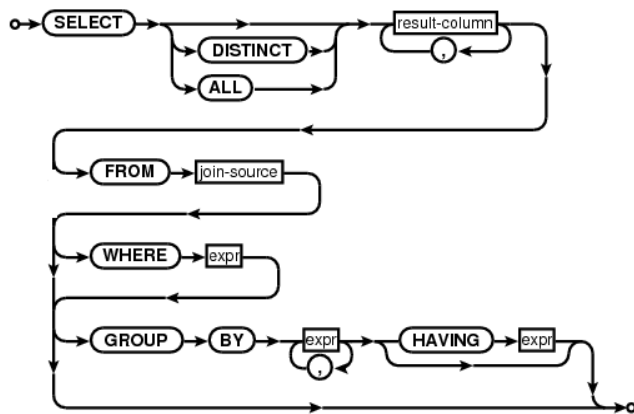 SELECT result-column
DISTINCT ,
ALL
FROM join-source
WHERE expr
GROUP BY expr HAVING expr
,